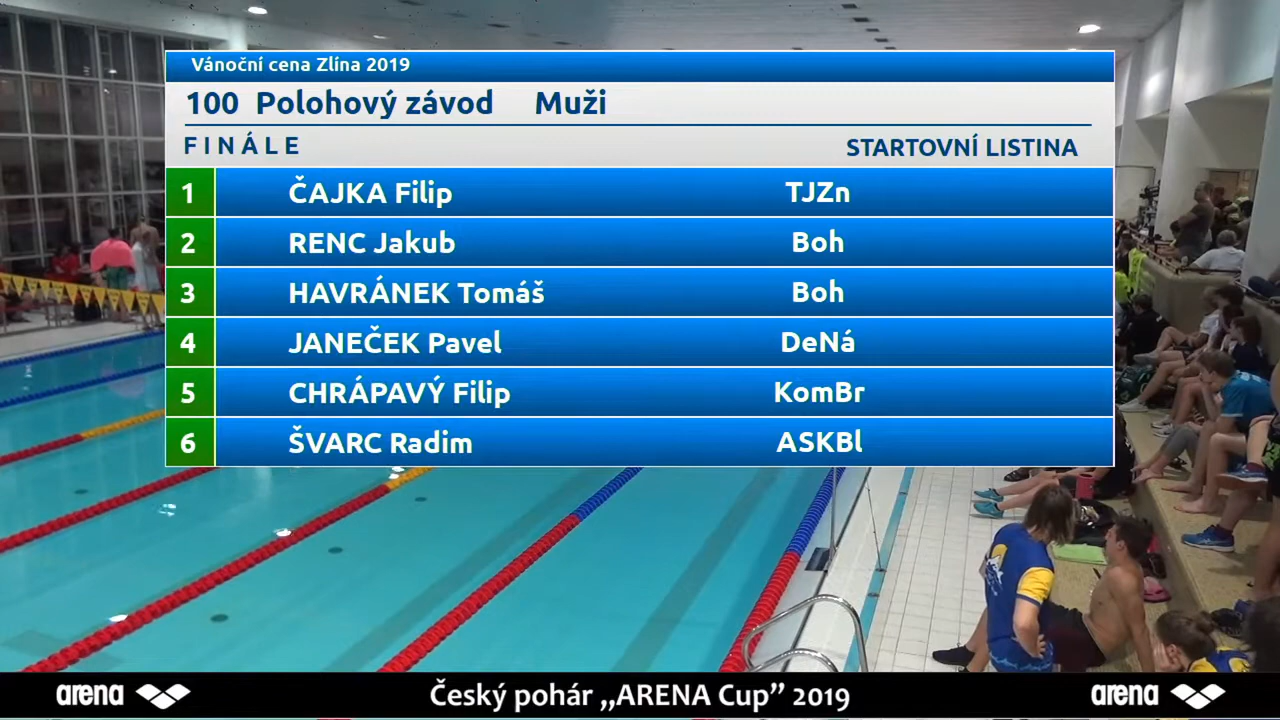 Vánoční cena Zlína 2019
100 Polohový závod Muži
FINÁLE STARTOVNÍ LISTINA
1 ČAJKA Filip TJZn
2 RENC Jakub Boh
3 HAVRÁNEK Tomáš Boh
4 JANEČEK Pavel DeNá
5 CHRÁPAVÝ Filip KomBr
6 ŠVARC Radim ASKBl
arena Český pohár ,,ARENA Cup” 2019 arena